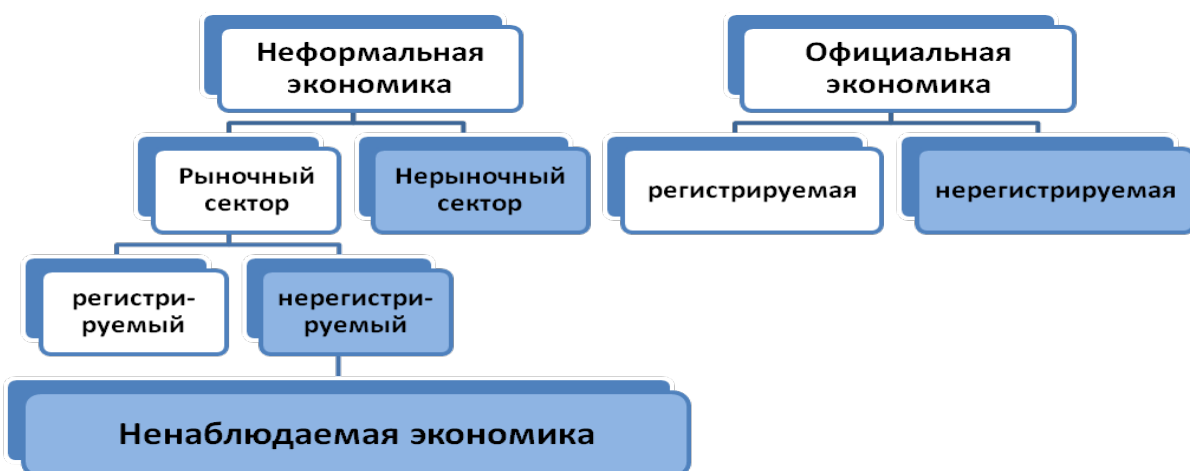 Неформальная
экономика
Официальная
экономика
Рыночный
сектор
Нерыночный
сектор
регистрируемая
нерегистрируемая
регистри-
руемый
нерегистри-
руемый
Ненаблюдаемая экономика